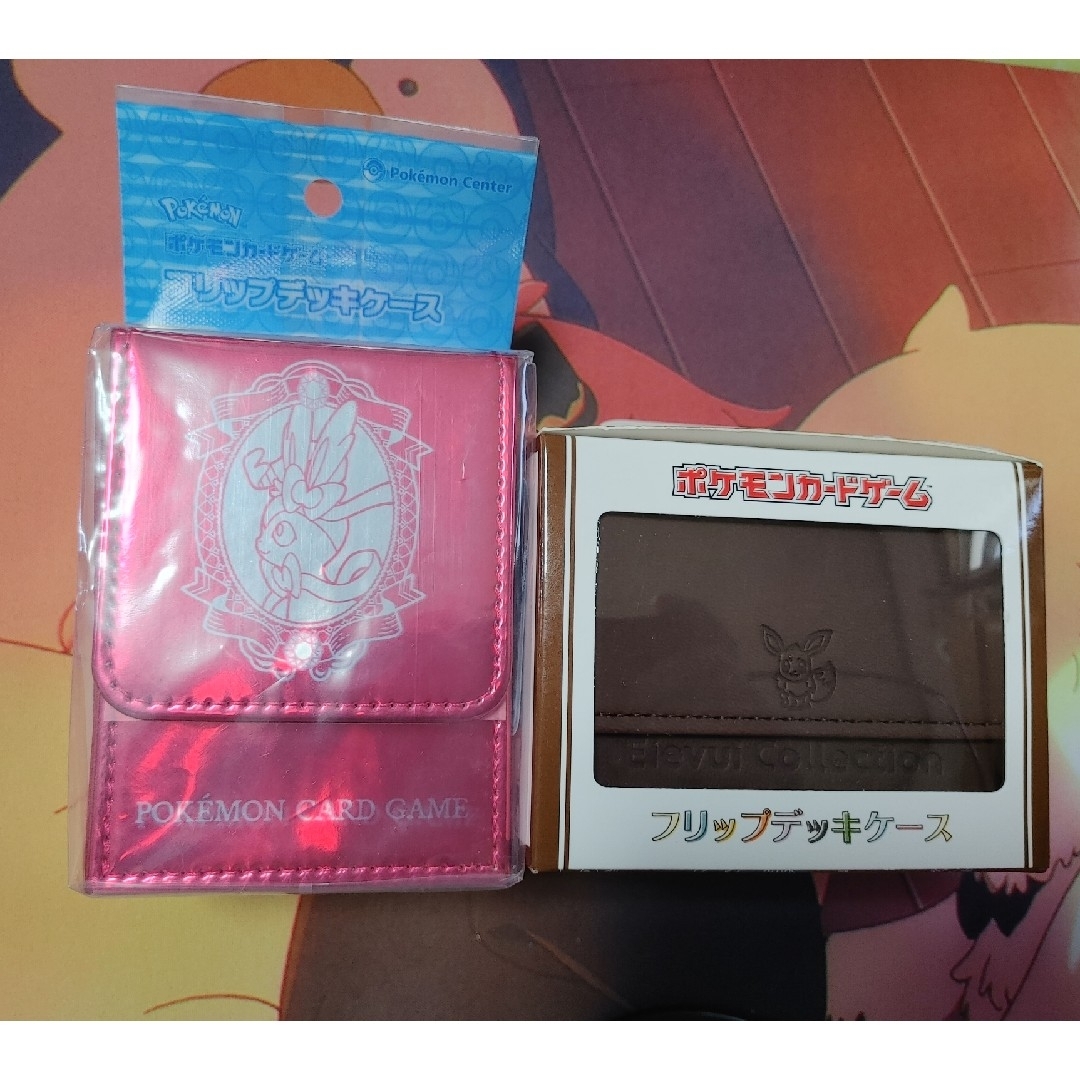 Pokémon Center
POKÉMON
ポケモンカードゲーム
フリップデッキケース
POKÉMON CARD GAME
ポケモンカードゲーム
Eievui Collection
フリップデッキケース